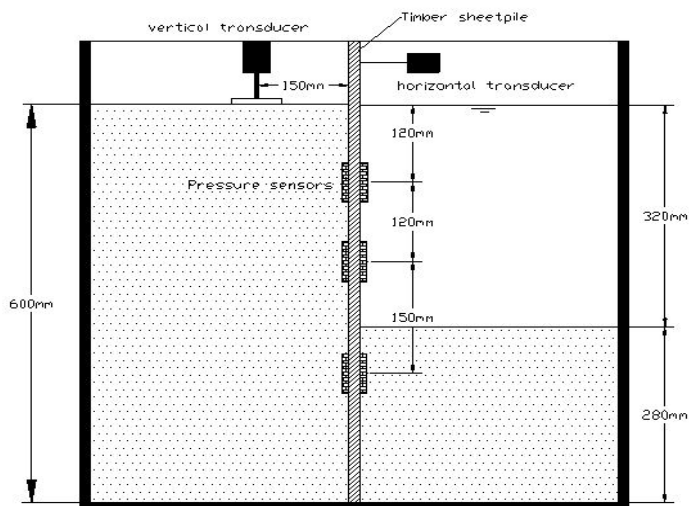 Timber sheetpile
vertical transducer
150mm
horizontal transducer
120mm
Pressure sensors
120mm
320mm
600mm
150mm
280mm